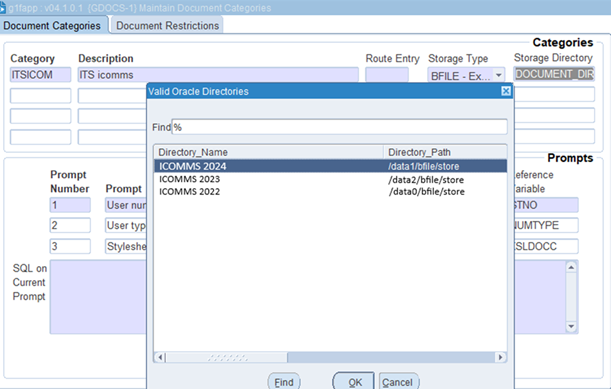 g1fapp : v04.1.0.1 [GDOCS-1] Maintain Document Categories
Document Categories Document Restrictions
Categories
Category Description Route Entry Storage Type Storage Directory
ITSICOM ITS icomms BFILE - Ex... DOCUMENT_DIR
Valid Oracle Directories
Find %
Directory_Name Directory_Path
ICOMMS 2024 /data1/bfile/store
ICOMMS 2023 /data2/bfile/store
ICOMMS 2022 /data0/bfile/store
Prompts
Prompt Number Prompt
1 User nur
2 User typ NUMTYPE
3 Styleshe SLDOCC
SQL on Current Prompt
Find OK Cancel